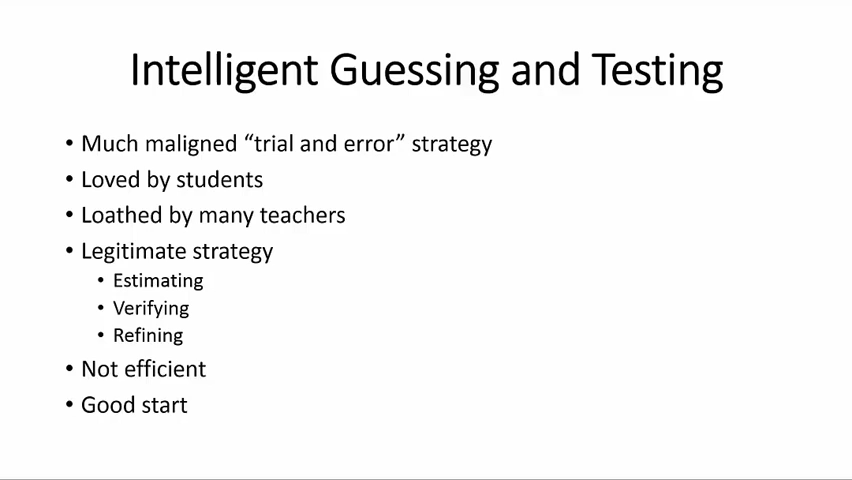 Intelligent Guessing and Testing
• Much maligned “trial and error” strategy
• Loved by students
• Loathed by many teachers
• Legitimate strategy
• Estimating
• Verifying
• Refining
• Not efficient
• Good start